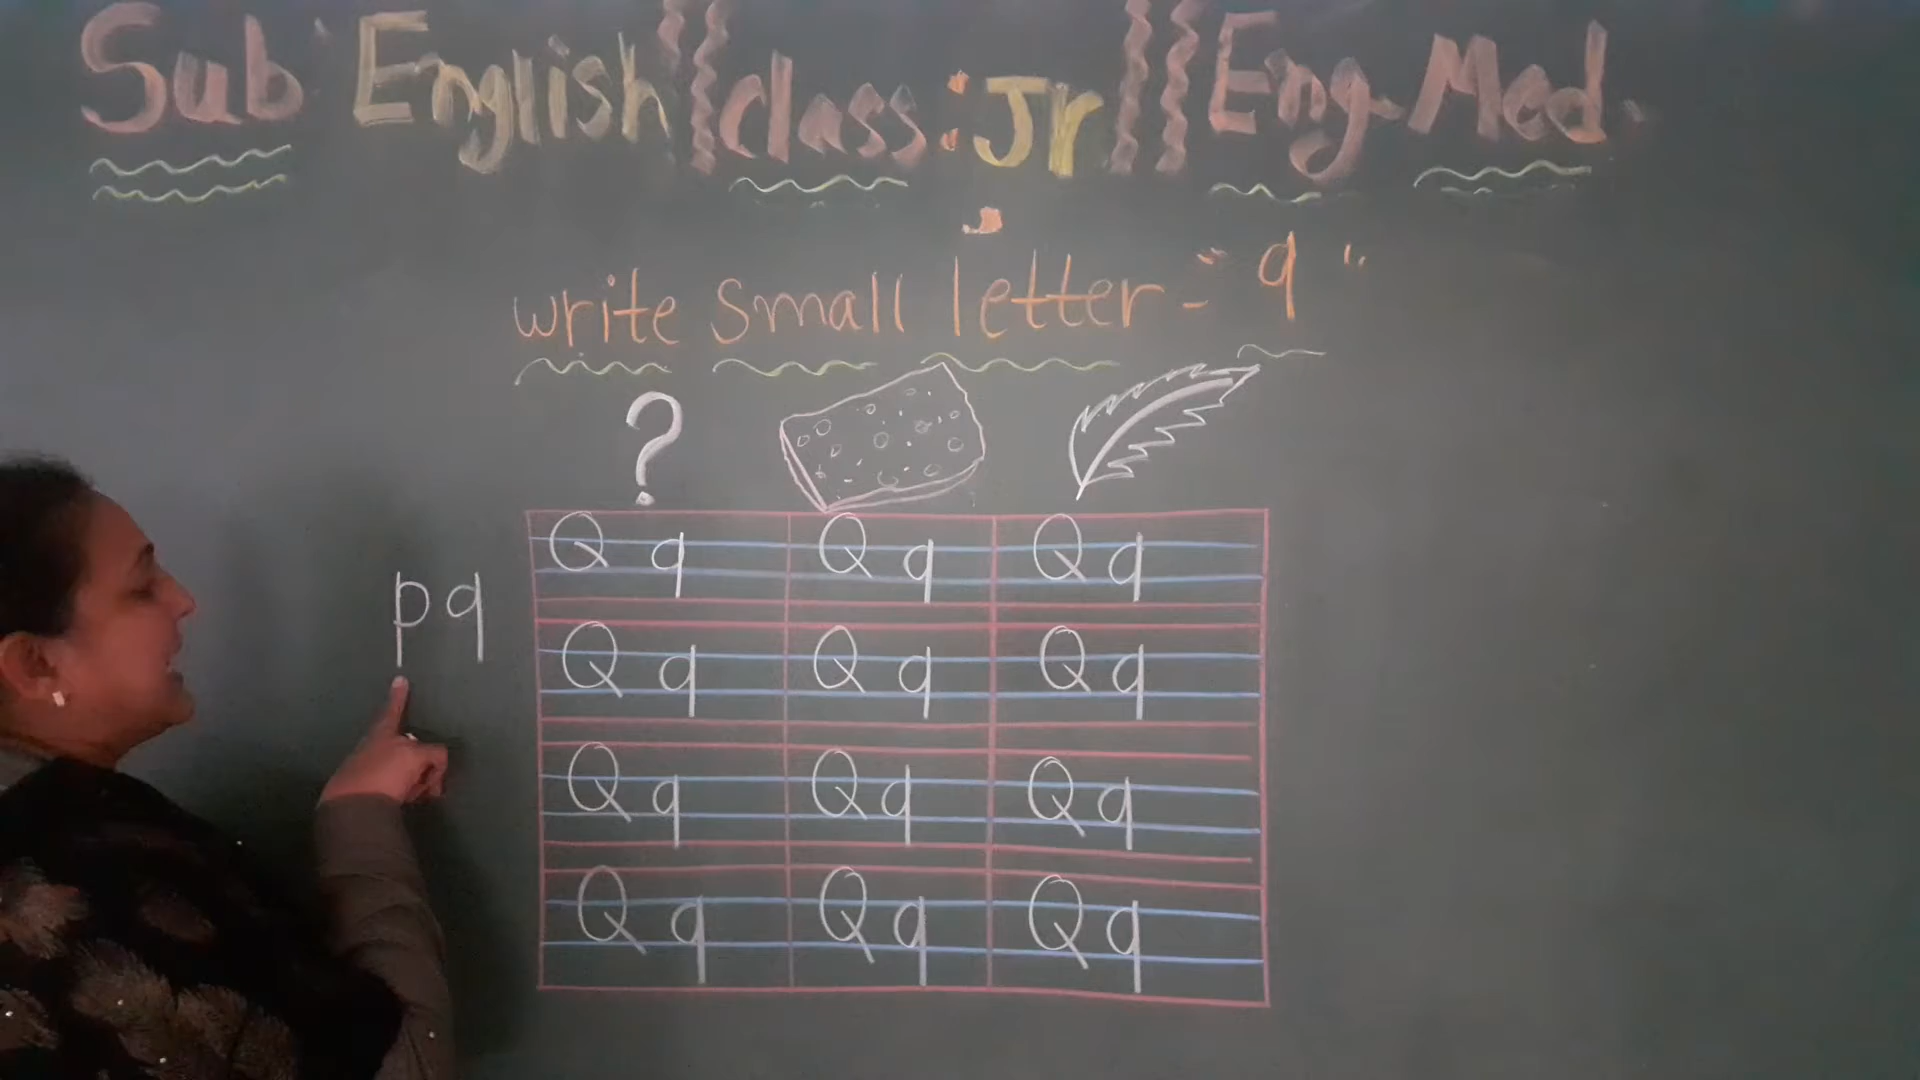 Sub English class : Jr Eng Med.
write small letter - "q"
?
Q q Q q Q q
p q
Q q Q q Q q
Q q Q q Q q
Q q Q q Q q